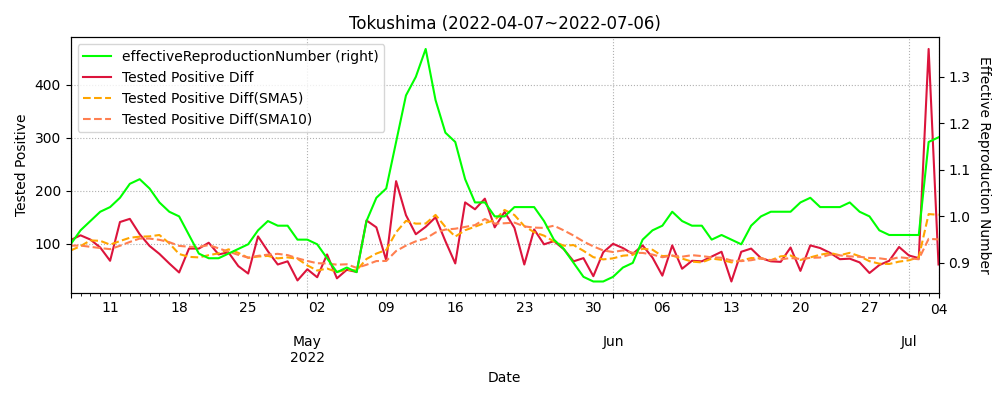 Tokushima (2022-04-07~2022-07-06)
effectiveReproductionNumber (right)
Tested Positive Diff
Tested Positive Diff(SMA5)
Tested Positive Diff(SMA10)
Tested Positive
400
300
200
100
Effective Reproduction Number
1.3
1.2
1.1
1.0
0.9
11 18 25 02 09 16 23 30 06 13 20 27 04
May Jun Jul
2022
Date